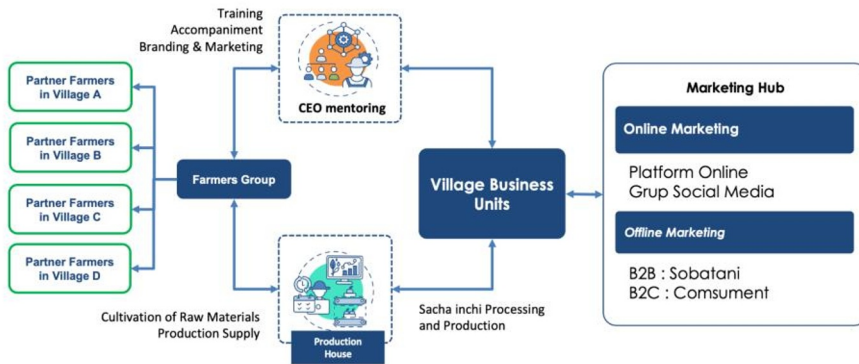 Training
Accompaniment
Branding & Marketing
CEO mentoring
Partner Farmers
in Village A
Partner Farmers
in Village B
Partner Farmers
in Village C
Partner Farmers
in Village D
Farmers Group
Village Business
Units
Cultivation of Raw Materials
Production Supply
Production
House
Sacha inchi Processing
and Production
Marketing Hub
Online Marketing
Platform Online
Grup Social Media
Offline Marketing
B2B : Sobatani
B2C : Comsument